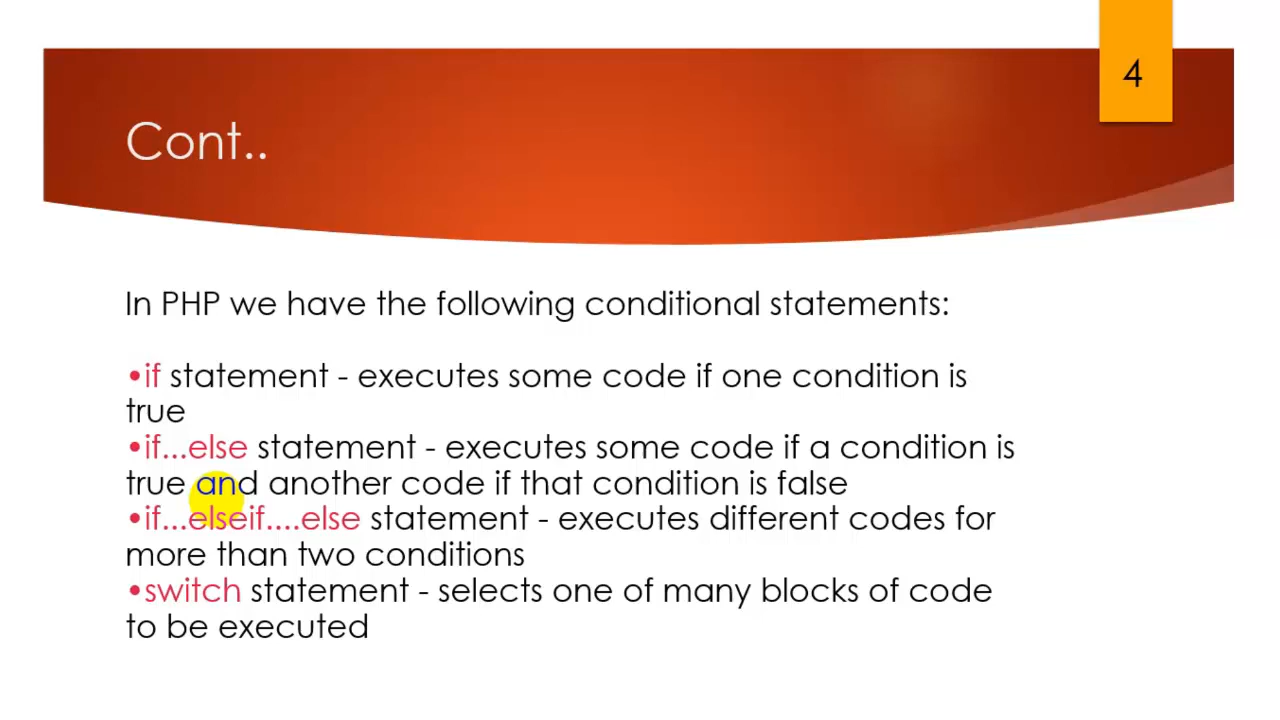 4
Cont..
In PHP we have the following conditional statements:
•if statement - executes some code if one condition is
true
•if...else statement - executes some code if a condition is
true and another code if that condition is false
•if...elseif....else statement - executes different codes for
more than two conditions
•switch statement - selects one of many blocks of code
to be executed